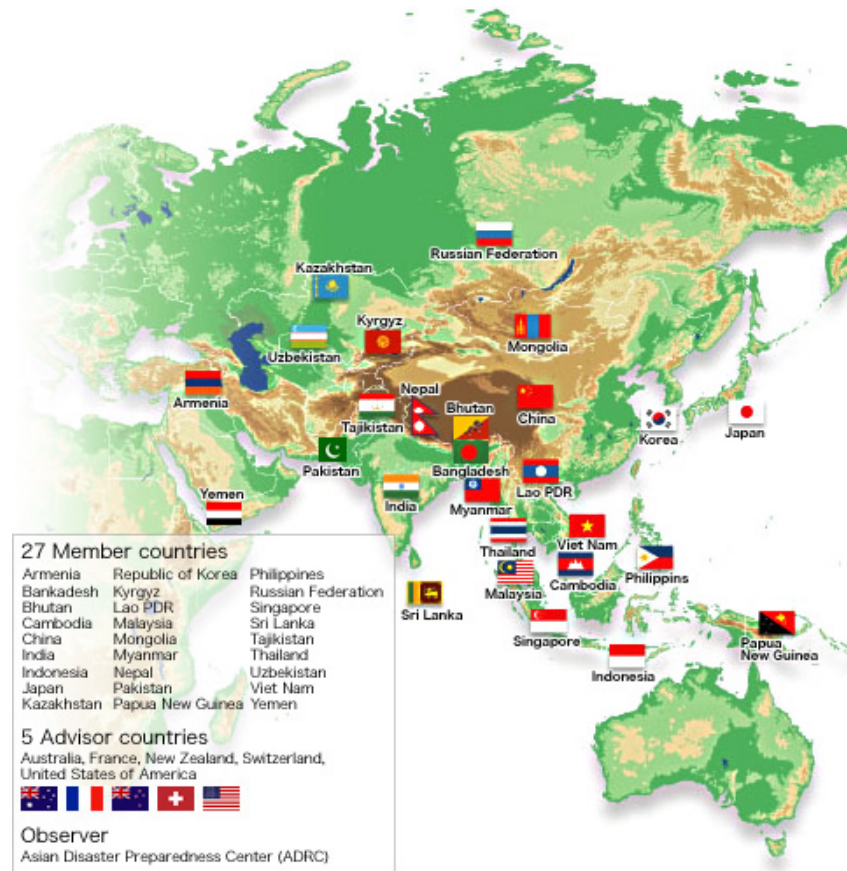 Russian Federation
Kazakhstan
Kyrgyz
Mongolia
Uzbekistan
Nepal
Armenia
Bhutan
China
Tajikistan
Korea
Japan
Pakistan
Bangladesh
Lao PDR
Yemen
India
Myanmar
Thailand
Viet Nam
Malaysia
Cambodia
Philippins
Sri Lanka
Singapore
Papua
New Guinea
Indonesia
27 Member countries
Armenia Republic of Korea Philippines
Bankadesh Kyrgyz Russian Federation
Bhutan Lao PDR Singapore
Cambodia Malaysia Sri Lanka
China Mongolia Tajikistan
India Myanmar Thailand
Indonesia Nepal Uzbekistan
Japan Pakistan Viet Nam
Kazakhstan Papua New Guinea Yemen
5 Advisor countries
Australia, France, New Zealand, Switzerland,
United States of America
Observer
Asian Disaster Preparedness Center (ADRC)